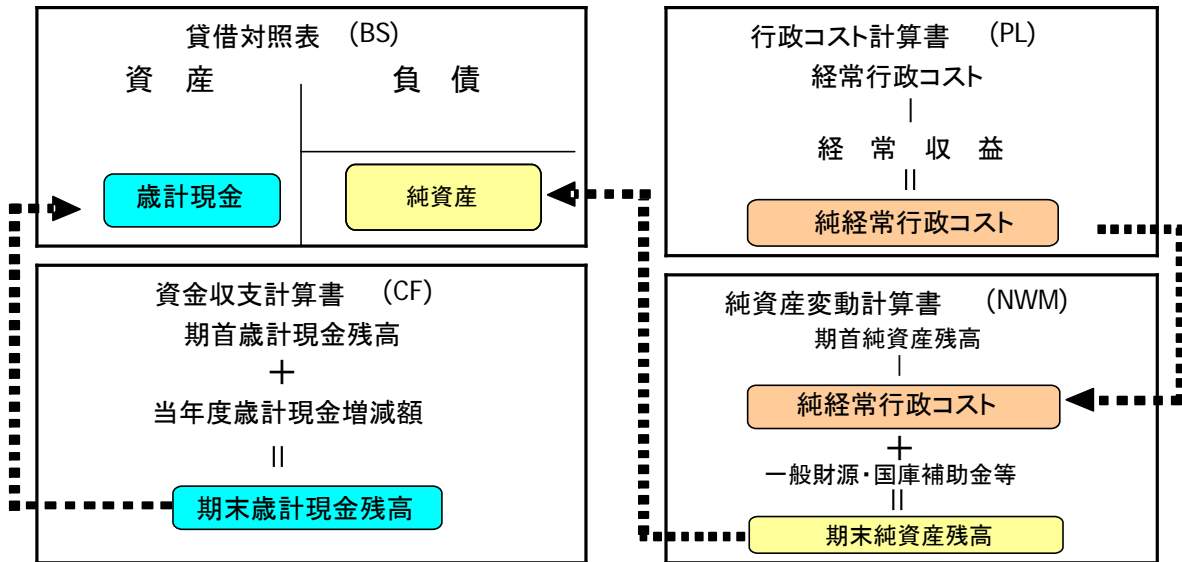 貸借対照表 (BS)
資 産 負 債
歳計現金 純資産
資金収支計算書 (CF)
期首歳計現金残高
＋
当年度歳計現金増減額
＝
期末歳計現金残高
行政コスト計算書 (PL)
経常行政コスト
－
経 常 収 益
＝
純経常行政コスト
純資産変動計算書 (NWM)
期首純資産残高
－
純経常行政コスト
＋
一般財源・国庫補助金等
＝
期末純資産残高